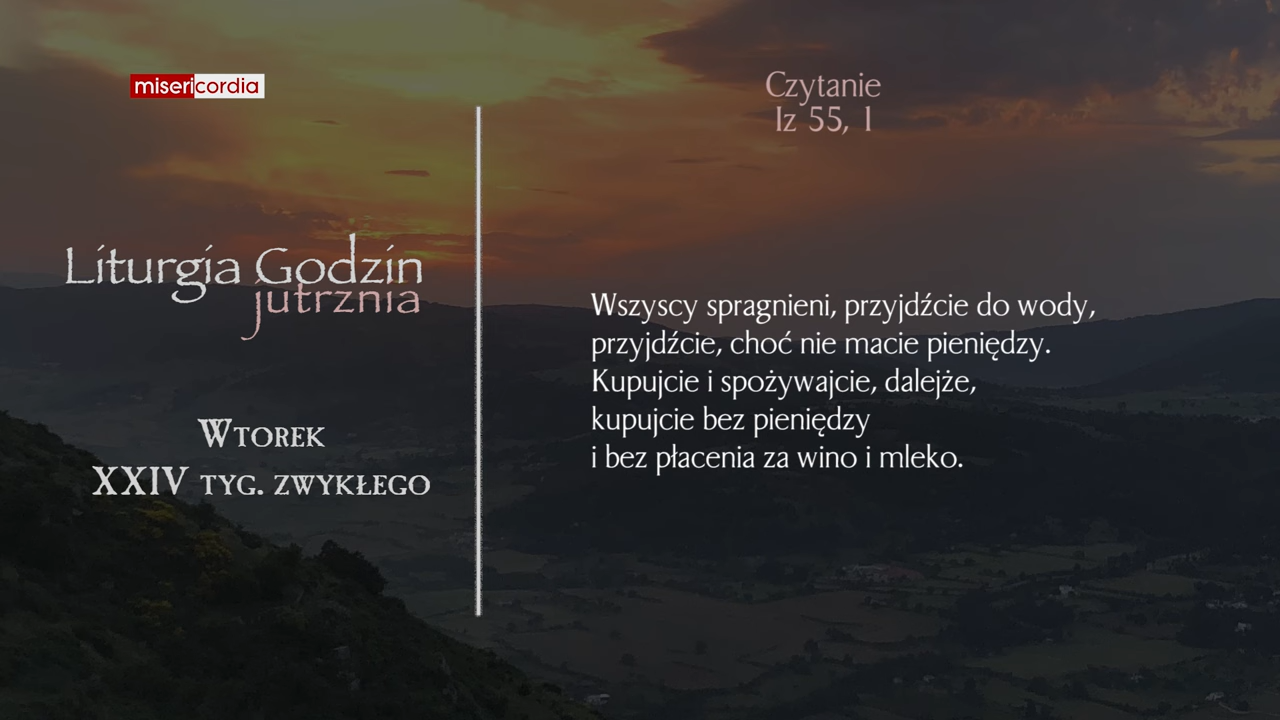 misericordia
Liturgia Godzin
jutrznia
Wtorek
XXIV tyg. zwykłego
Czytanie
Iz 55, 1
Wszyscy spragnieni, przyjdźcie do wody,
przyjdźcie, choć nie macie pieniędzy.
Kupujcie i spożywajcie, dalejże,
kupujcie bez pieniędzy
i bez płacenia za wino i mleko.